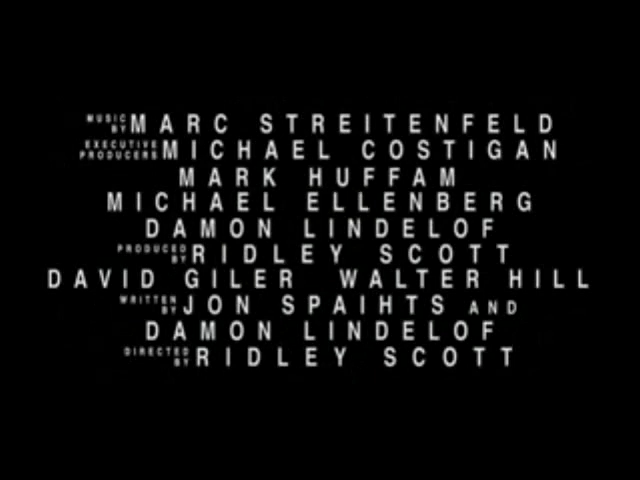 MUSIC BY MARC STREITENFELD
EXECUTIVE PRODUCERS MICHAEL COSTIGAN
MARK HUFFAM
MICHAEL ELLENBERG
DAMON LINDELOF
PRODUCED BY RIDLEY SCOTT
DAVID GILER WALTER HILL
WRITTEN BY JON SPAIHTS AND
DAMON LINDELOF
DIRECTED BY RIDLEY SCOTT